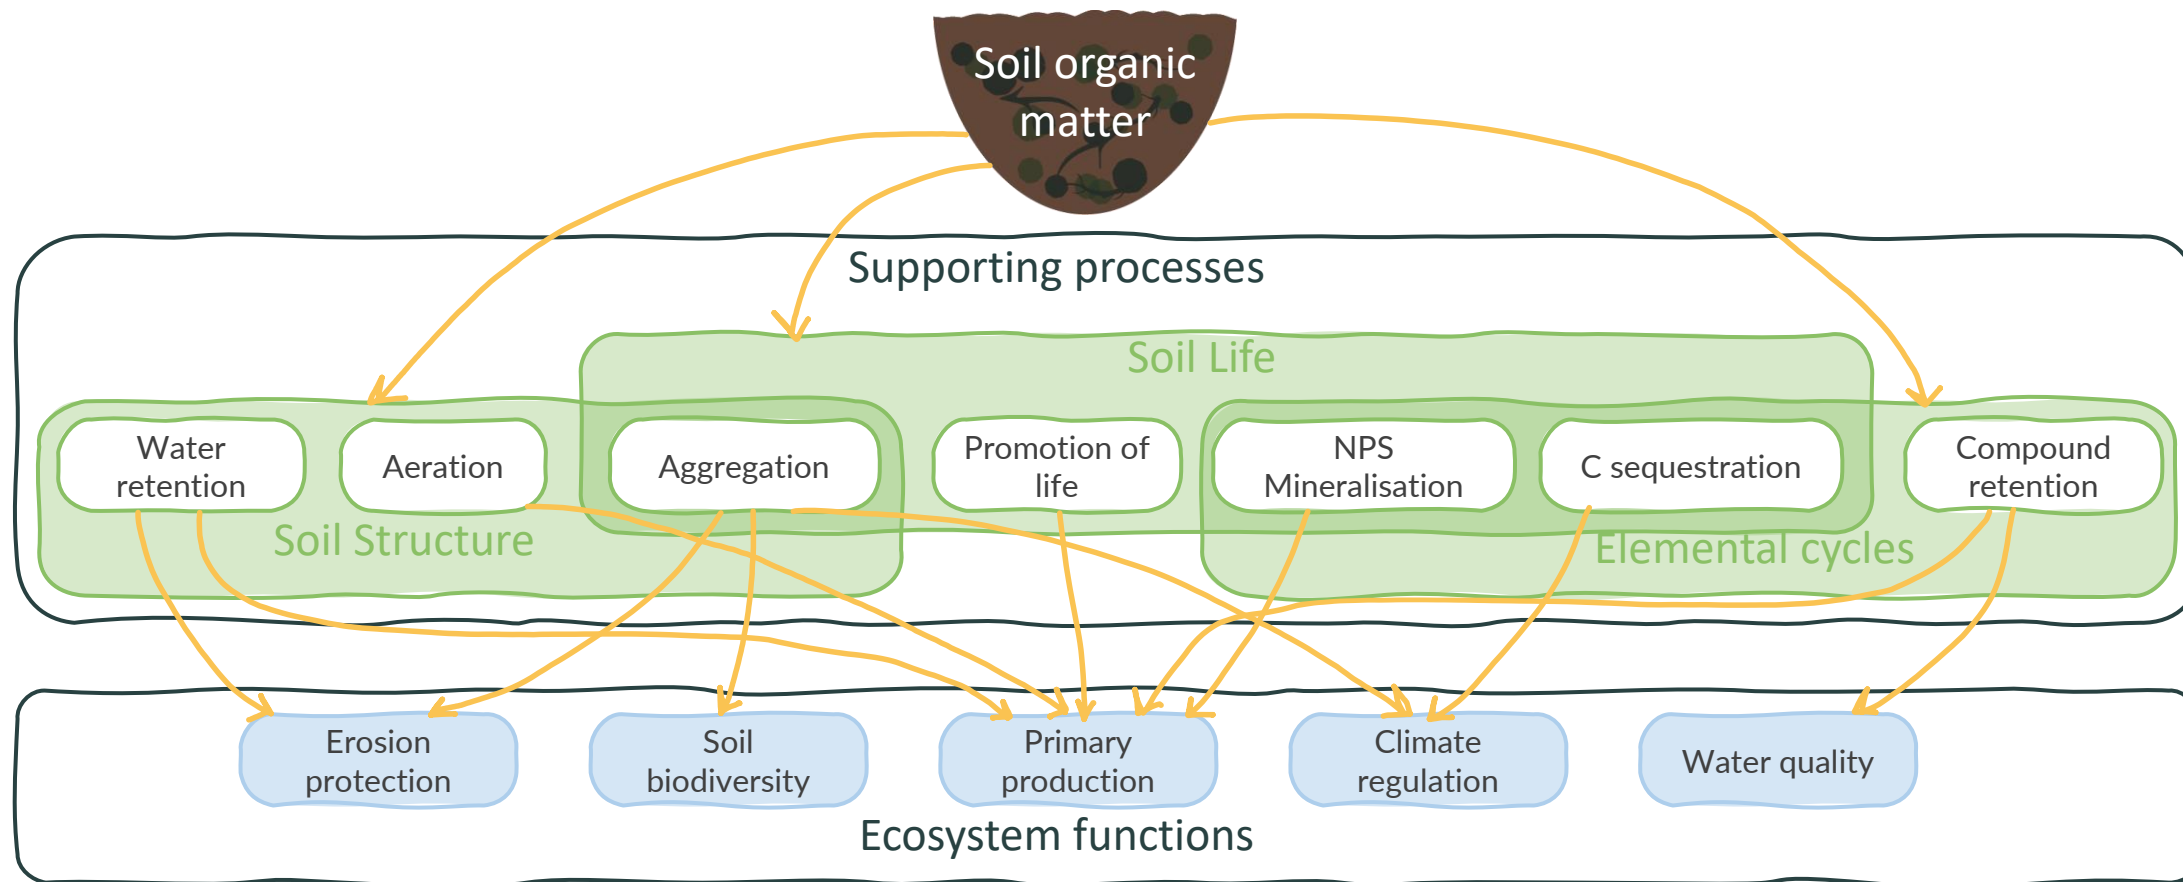 Soil organic
matter
Supporting processes
Soil Life
Water
retention
Aeration
Aggregation
Promotion of
life
NPS
Mineralisation
C sequestration
Compound
retention
Soil Structure
Elemental cycles
Erosion
protection
Soil
biodiversity
Primary
production
Climate
regulation
Water quality
Ecosystem functions